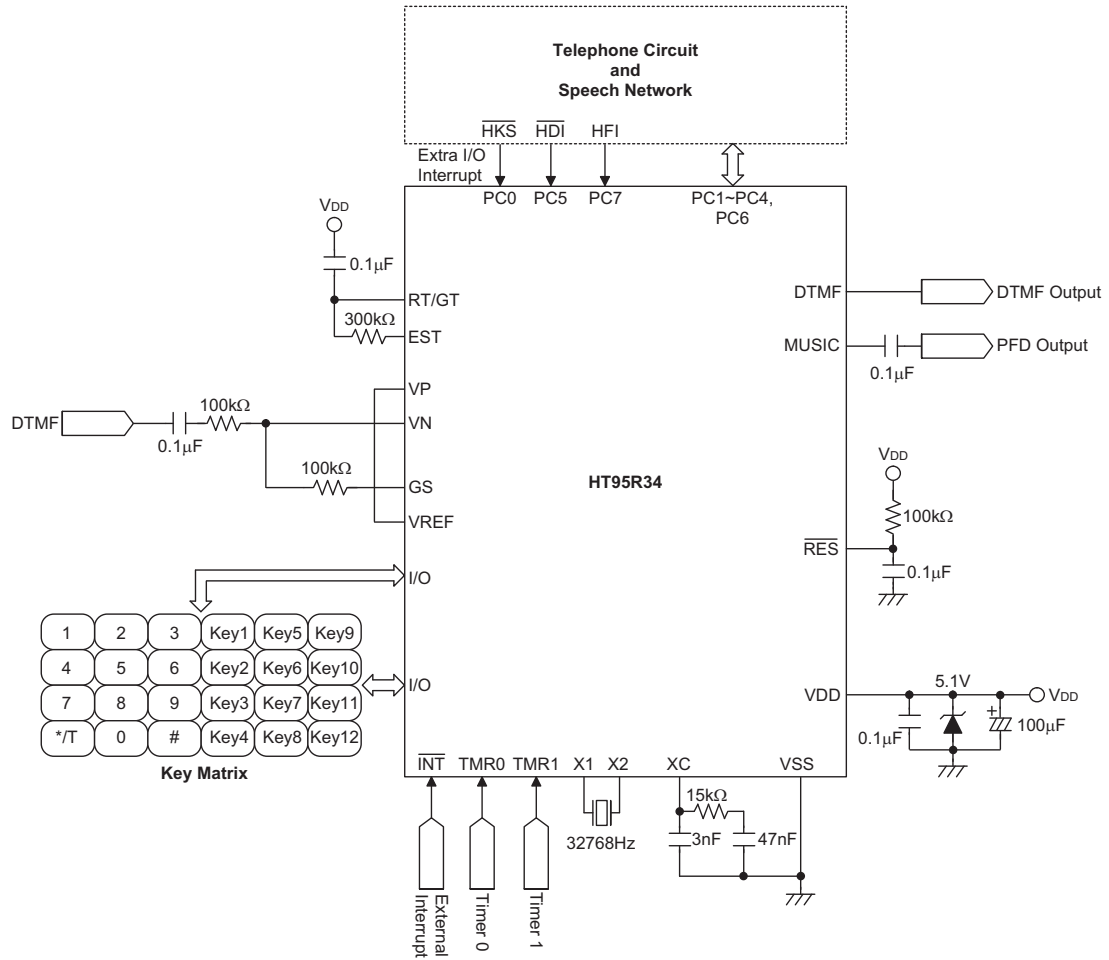 Telephone Circuit
and
Speech Network
HKS HDI HFI
Extra I/O
Interrupt
PC0 PC5 PC7 PC1~PC4,
PC6
VDD
0.1μF
RT/GT
300kΩ
EST
DTMF DTMF Output
MUSIC PFD Output
0.1μF
VP
DTMF 0.1μF 100kΩ VN
100kΩ GS
VREF
HT95R34
VDD
100kΩ
RES
0.1μF
I/O
1 2 3 Key1 Key5 Key9
4 5 6 Key2 Key6 Key10
7 8 9 Key3 Key7 Key11
*/T 0 # Key4 Key8 Key12
Key Matrix
I/O
VDD 5.1V VDD
0.1μF + 100μF
INT TMR0 TMR1 X1 X2 XC VSS
15kΩ
32768Hz 3nF 47nF
External
Interrupt
Timer 0
Timer 1